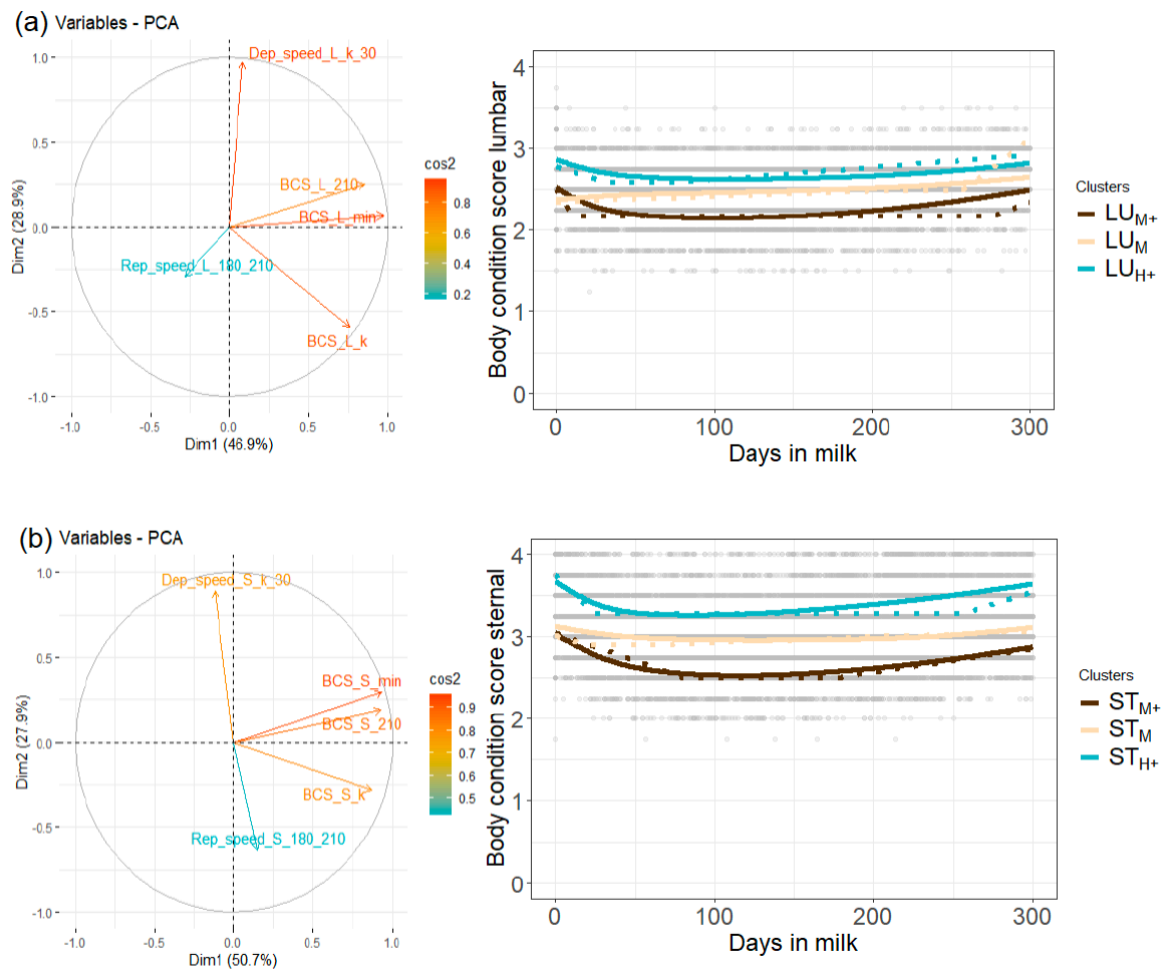 (a) Variables - PCA
Dep_speed_L_k_30
BCS_L_210
BCS_L_min
Rep_speed_L_180_210
BCS_L_k
1.0
0.5
0.0
-0.5
-1.0
Dim2 (28.9%)
-1.0 -0.5 0.0 0.5 1.0
Dim1 (46.9%)
cos2
0.8
0.6
0.4
0.2
Body condition score lumbar
4
3
2
1
0
0 100 200 300
Days in milk
Clusters
LU_M+
LU_M
LU_H+
(b) Variables - PCA
Dep_speed_S_k_30
BCS_S_min
BCS_S_210
BCS_S_k
Rep_speed_S_180_210
1.0
0.5
0.0
-0.5
-1.0
Dim2 (27.9%)
-1.0 -0.5 0.0 0.5 1.0
Dim1 (50.7%)
cos2
0.9
0.8
0.7
0.6
0.5
Body condition score sternal
4
3
2
1
0
0 100 200 300
Days in milk
Clusters
ST_M+
ST_M
ST_H+